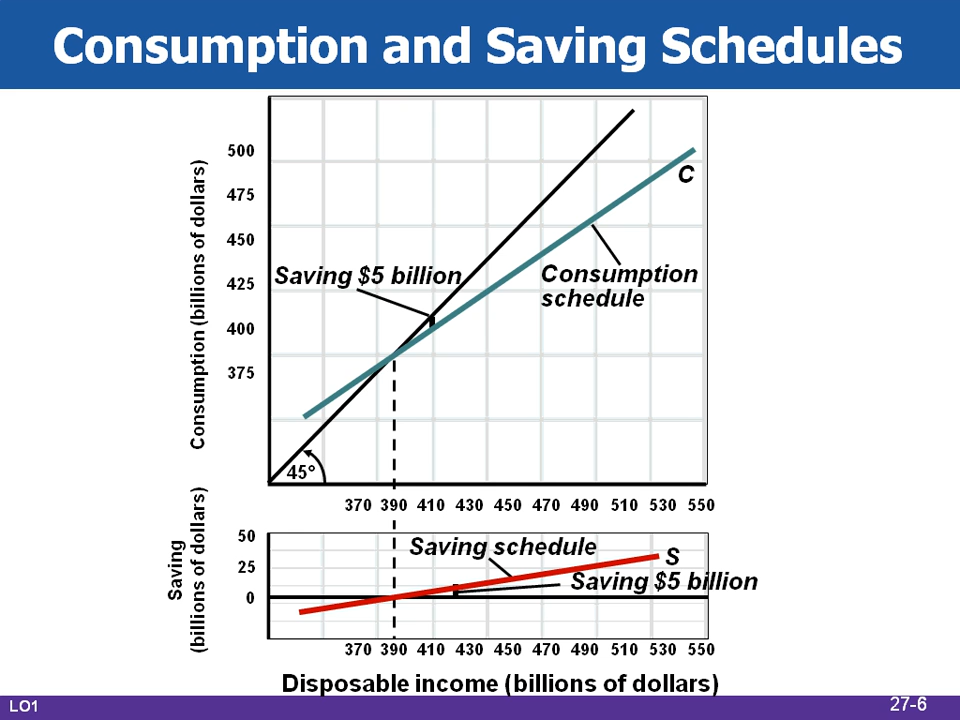 Consumption and Saving Schedules
Consumption (billions of dollars)
500
475
450
425
400
375
C
Saving $5 billion
Consumption
schedule
45°
370 390 410 430 450 470 490 510 530 550
Saving
(billions of dollars)
50
25
0
Saving schedule
S
Saving $5 billion
370 390 410 430 450 470 490 510 530 550
Disposable income (billions of dollars)
LO1
27-6